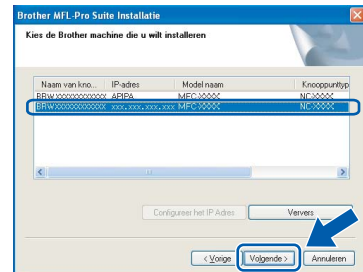 Brother MFL-Pro Suite Installatie
Kies de Brother machine die u wilt installeren
Naam van kno... IP-adres Model naam Knooppunttyp
BRWxxxxxxxxxxxx APIPA MFC-XXXX NC-XXXX
BRWxxxxxxxxxxxx xxx.xxx.xxx.xxx MFC-XXXX NC-XXXX
Configureer het IP Adres Ververs
< Vorige Volgende > Annuleren